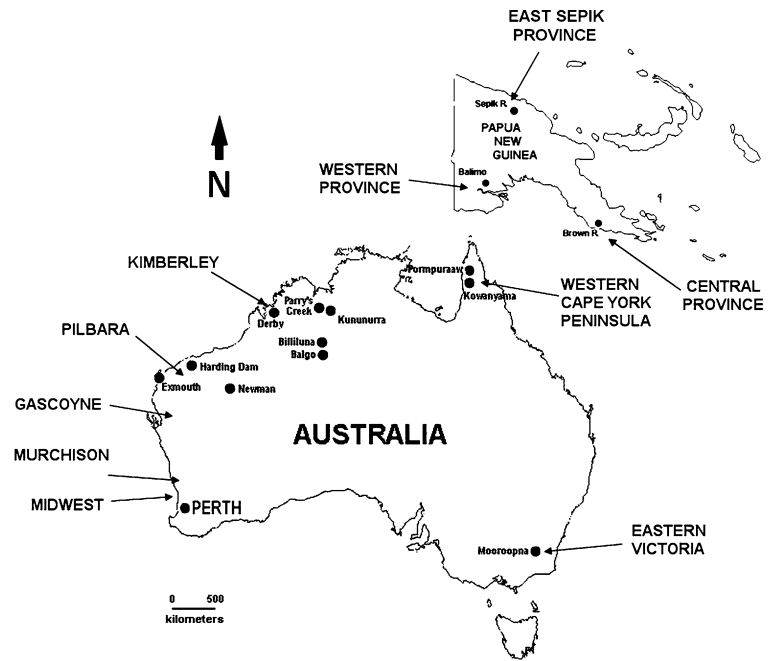 EAST SEPIK
PROVINCE
Sepik R.
PAPUA
NEW
GUINEA
N
WESTERN
PROVINCE
Balimo
Brown R.
KIMBERLEY
Pormpuraaw
Kowanyama
WESTERN
CAPE YORK
PENINSULA
CENTRAL
PROVINCE
Parry's
Creek
Derby
Kununurra
PILBARA
Billiluna
Balgo
Harding Dam
Exmouth
Newman
GASCOYNE
AUSTRALIA
MURCHISON
MIDWEST
PERTH
Mooroopna
EASTERN
VICTORIA
0 500
kilometers